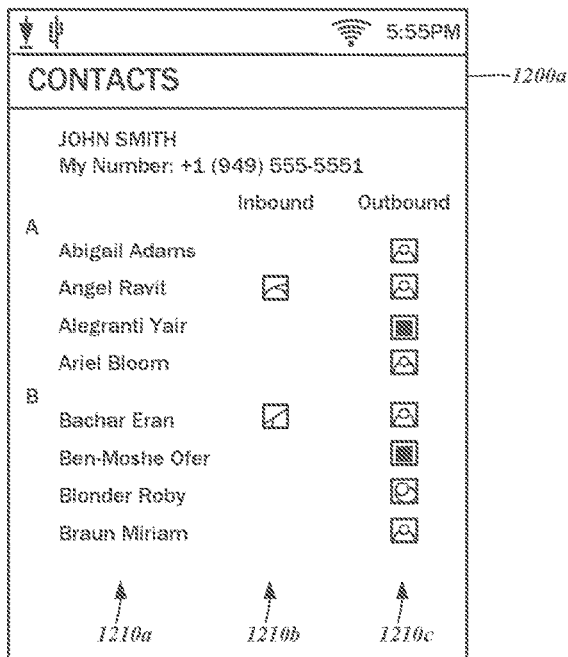 5:55PM
CONTACTS
1200a
JOHN SMITH
My Number: +1 (949) 555-5551
Inbound Outbound
A
Abigail Adams
Angel Ravit
Alegranti Yair
Ariel Bloom
B
Bachar Eran
Ben-Moshe Ofer
Blonder Roby
Braun Miriam
1210a 1210b 1210c